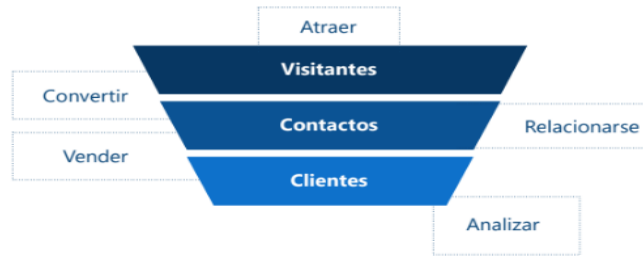 Atraer
Visitantes
Convertir
Contactos
Relacionarse
Vender
Clientes
Analizar